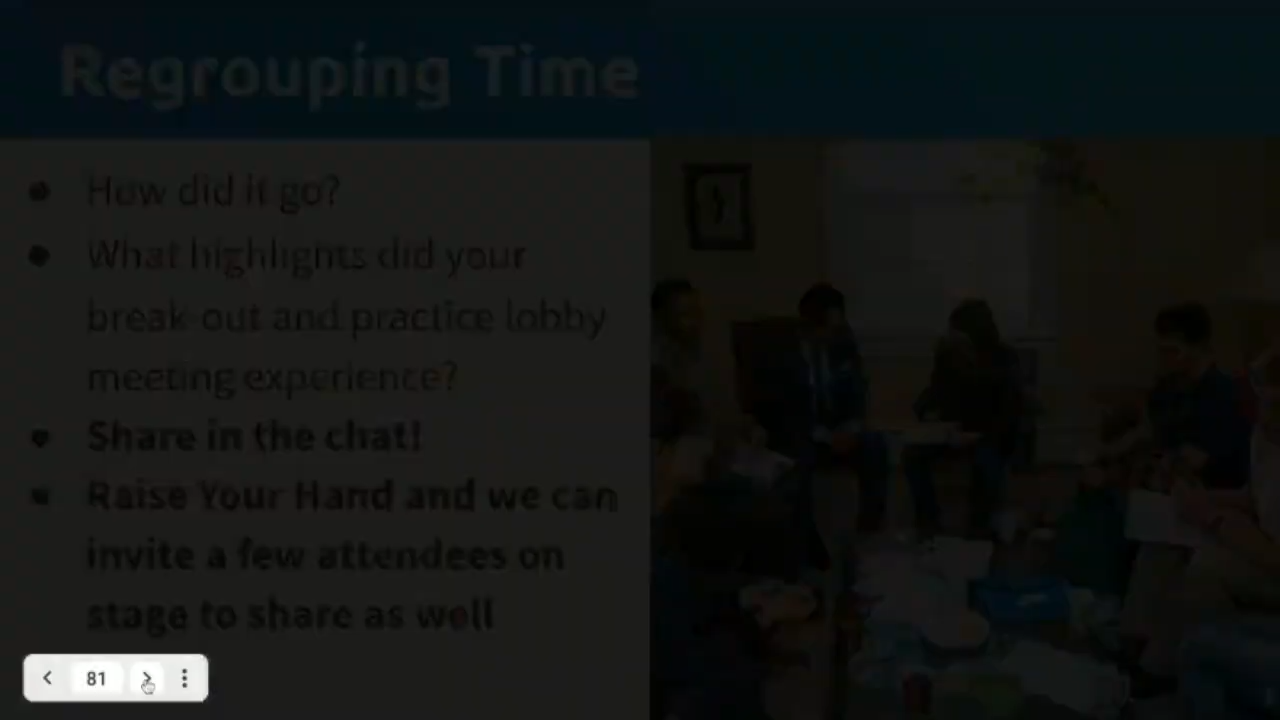 Regrouping Time
How did it go?
What highlights did your
break-out and practice lobby
meeting experience?
Share in the chat!
Raise Your Hand and we can
invite a few attendees on
stage to share as well
81